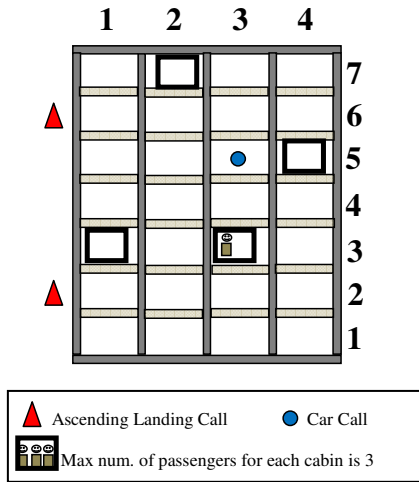 1 2 3 4
7
6
5
4
3
2
1
Ascending Landing Call Car Call
Max num. of passengers for each cabin is 3